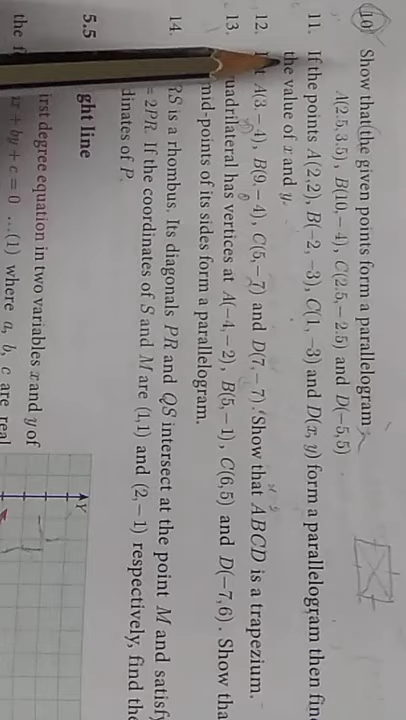 10. Show that the given points form a parallelogram
A(2.5,3.5), B(10,−4), C(2.5,−2.5) and D(−5,5)
11. If the points A(2,2), B(−2,−3), C(1,−3) and D(x,y) form a parallelogram then fin
the value of x and y.
12. A(3,−4), B(9,−4), C(5,−7) and D(7,−7). Show that ABCD is a trapezium.
13. uadrilateral has vertices at A(−4,−2), B(5,−1), C(6,5) and D(−7,6). Show tha
mid-points of its sides form a parallelogram.
14. RS is a rhombus. Its diagonals PR and QS intersect at the point M and satisfy
= 2PR. If the coordinates of S and M are (1,1) and (2,−1) respectively, find the
dinates of P.
5.5 ght line
irst degree equation in two variables x and y of
the f ax + by + c = 0 ...(1) where a, b, c are real
Y